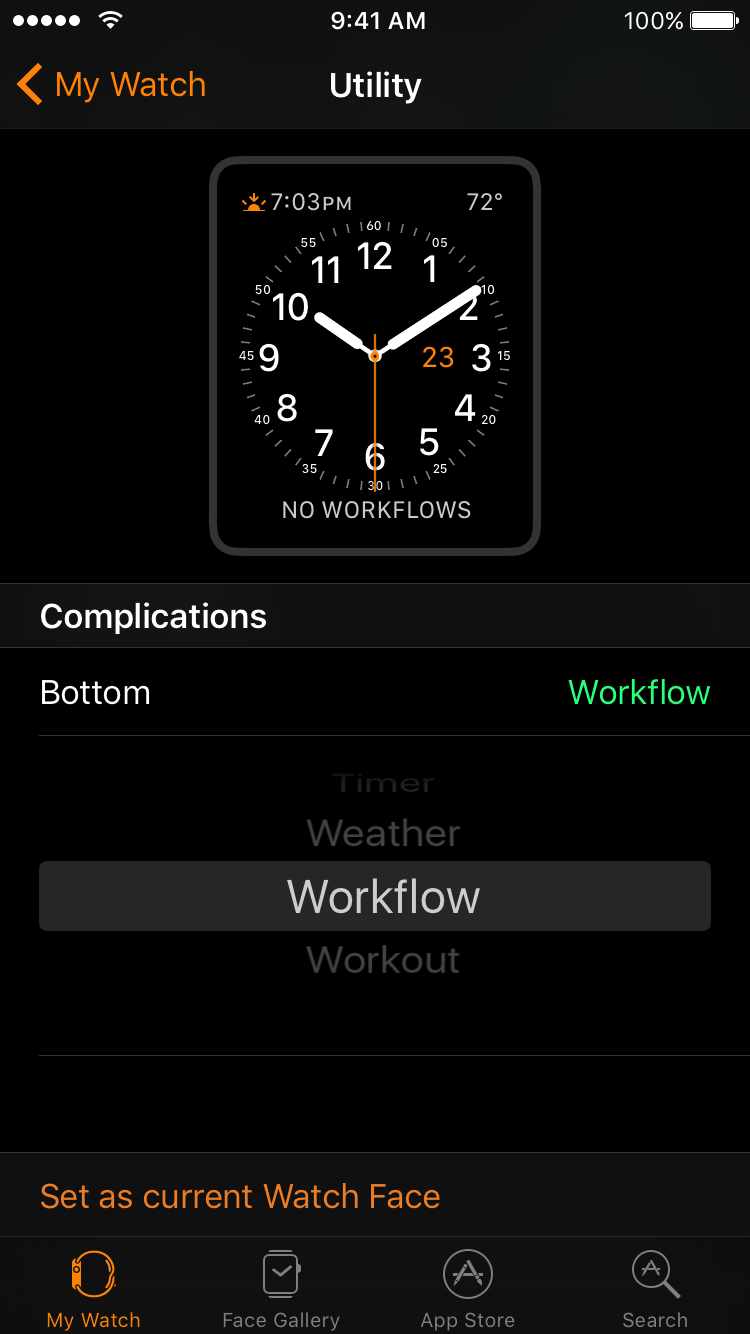 9:41 AM 100%
My Watch Utility
7:03PM 72°
60
55 05
12
11 1
50 10
10 2
45 9 23 3 15
8 4
40 20
7 5
6
35 25
30
NO WORKFLOWS
Complications
Bottom Workflow
Timer
Weather
Workflow
Workout
Set as current Watch Face
My Watch Face Gallery App Store Search